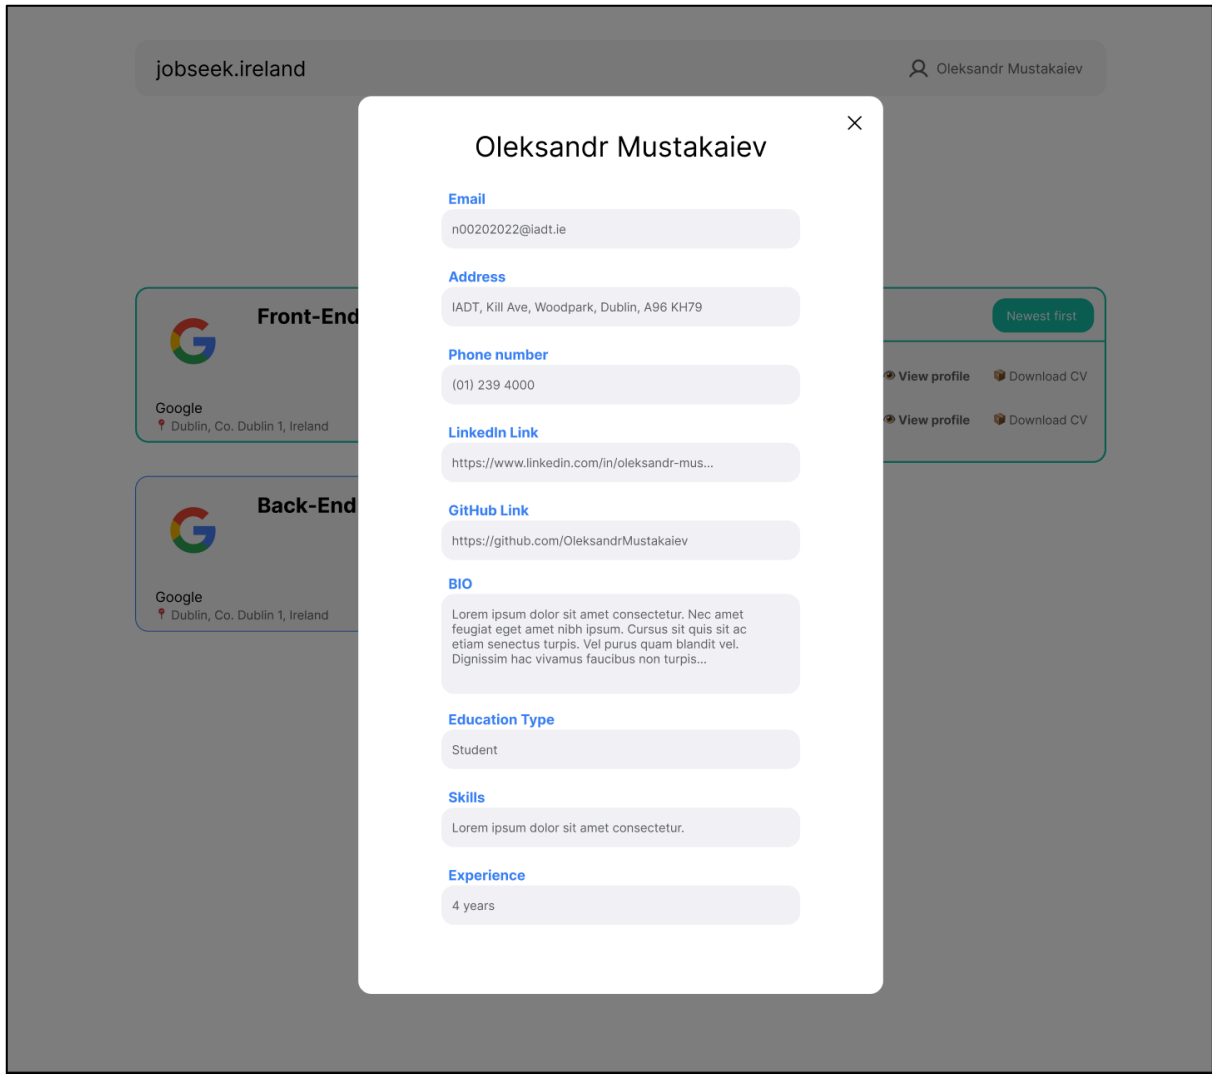 jobseek.ireland
Oleksandr Mustakaiev
Oleksandr Mustakaiev
Email
n00202022@iadt.ie
Address
IADT, Kill Ave, Woodpark, Dublin, A96 KH79
Phone number
(01) 239 4000
LinkedIn Link
https://www.linkedin.com/in/oleksandr-mus...
GitHub Link
https://github.com/OleksandrMustakaiev
BIO
Lorem ipsum dolor sit amet consectetur. Nec amet
feugiat eget amet nibh ipsum. Cursus sit quis sit ac
etiam senectus turpis. Vel purus quam blandit vel.
Dignissim hac vivamus faucibus non turpis...
Education Type
Student
Skills
Lorem ipsum dolor sit amet consectetur.
Experience
4 years
Front-End
Google
Dublin, Co. Dublin 1, Ireland
Back-End
Google
Dublin, Co. Dublin 1, Ireland
Newest first
View profile
Download CV
View profile
Download CV